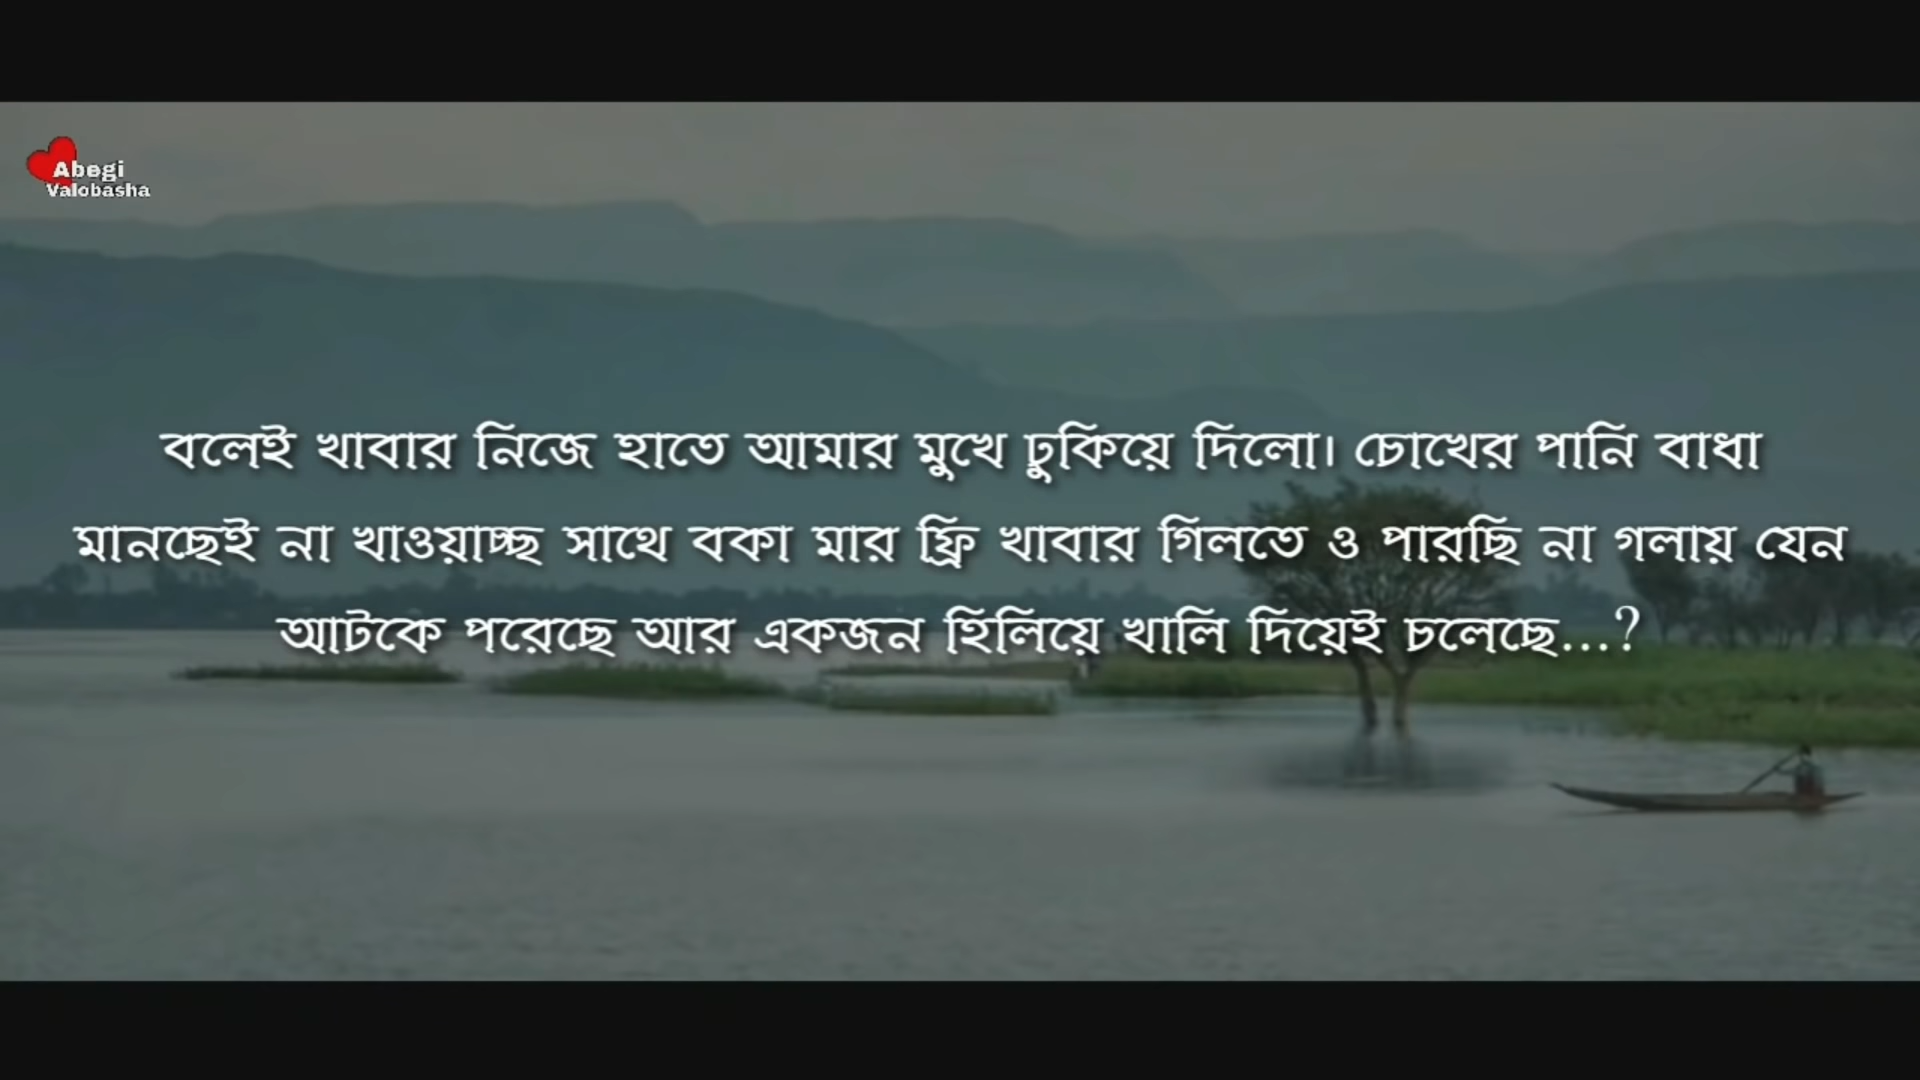 Abegi
Valobasha
বলেই খাবার নিজে হাতে আমার মুখে ঢুকিয়ে দিলো। চোখের পানি বাধা
মানছেই না খাওয়াচ্ছ সাথে বকা মার ফ্রি খাবার গিলতে ও পারছি না গলায় যেন
আটকে পরেছে আর একজন হিলিয়ে খালি দিয়েই চলেছে...?